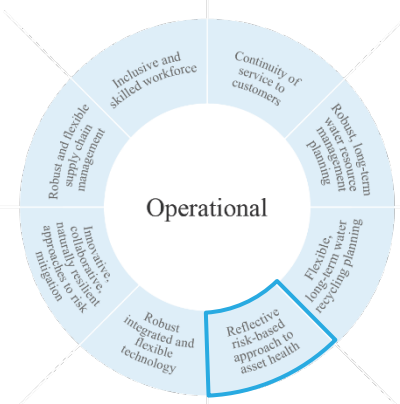 Operational
Continuity of
service to
customers
Robust, long-term
water resource
management
planning
Flexible,
long-term water
recycling planning
Reflective
risk-based
approach to
asset health
Robust
integrated and
flexible
technology
Innovative,
collaborative,
naturally resilient
approaches to risk
mitigation
Robust and flexible
supply chain
management
Inclusive and
skilled workforce